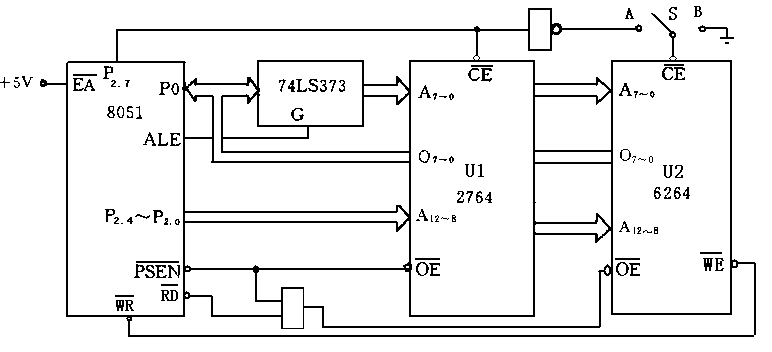 A S B
+5V
EA P2.7
P0
8051
ALE
P2.4~P2.0
PSEN
RD
WR
74LS373
G
CE
A7~0
O7~0
U1
2764
A12~8
OE
CE
A7~0
O7~0
U2
6264
A12~8
WE
OE